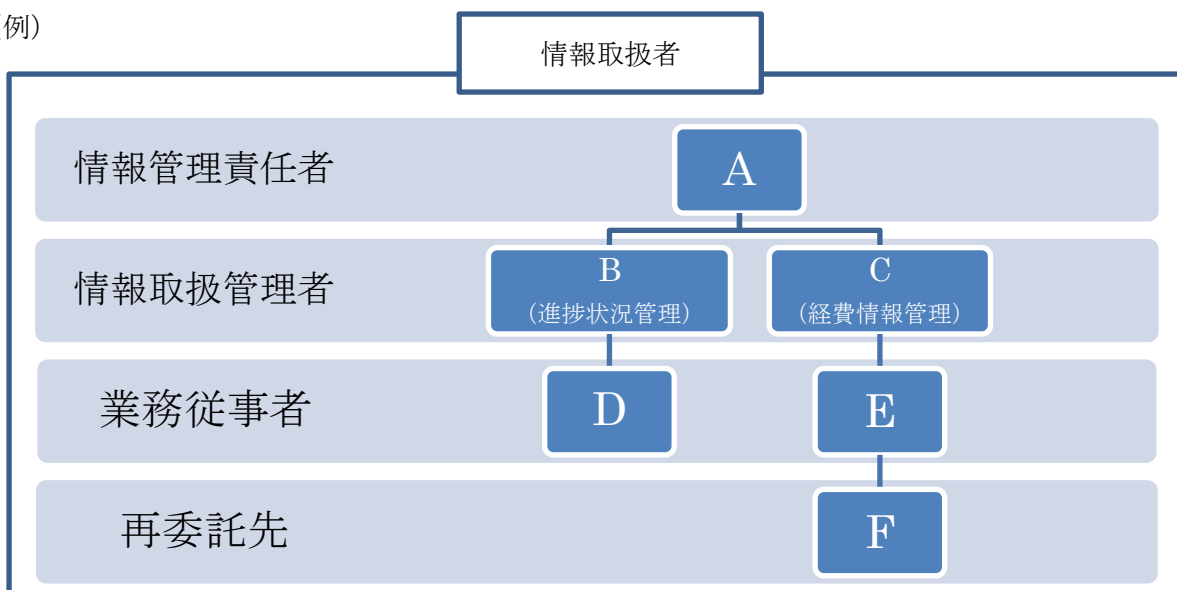 (例)
情報取扱者
情報管理責任者
A
情報取扱管理者
B
(進捗状況管理)
C
(経費情報管理)
業務従事者
D
E
再委託先
F